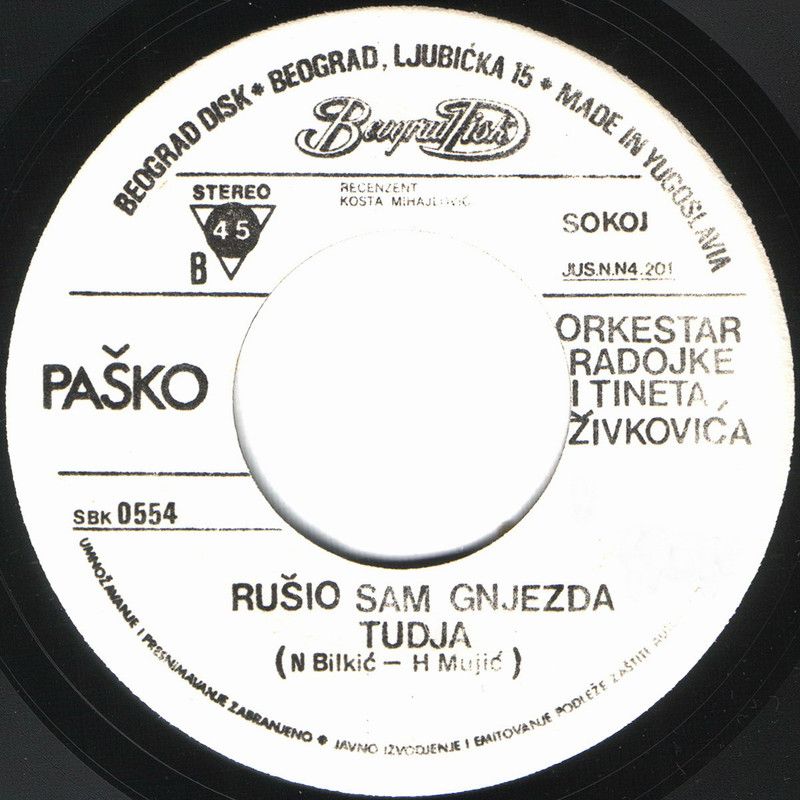 BEOGRAD DISK * BEOGRAD, LJUBIĆKA 15 * MADE IN YUGOSLAVIA
Beograd Disk
STEREO
45
B
RECENZENT
KOSTA MIHAJLOVIĆ
SOKOJ
JUS.N.N4.201
PAŠKO
ORKESTAR
RADOJKE
I TINETA
ŽIVKOVIĆA
SBK 0554
RUŠIO SAM GNJEZDA
TUDJA
(N Bilkić – H Mujić)
UMNOŽAVANJE I PRESNIMAVANJE ZABRANJENO * JAVNO IZVODJENJE I EMITOVANJE PODLEŽE ZAŠTITI